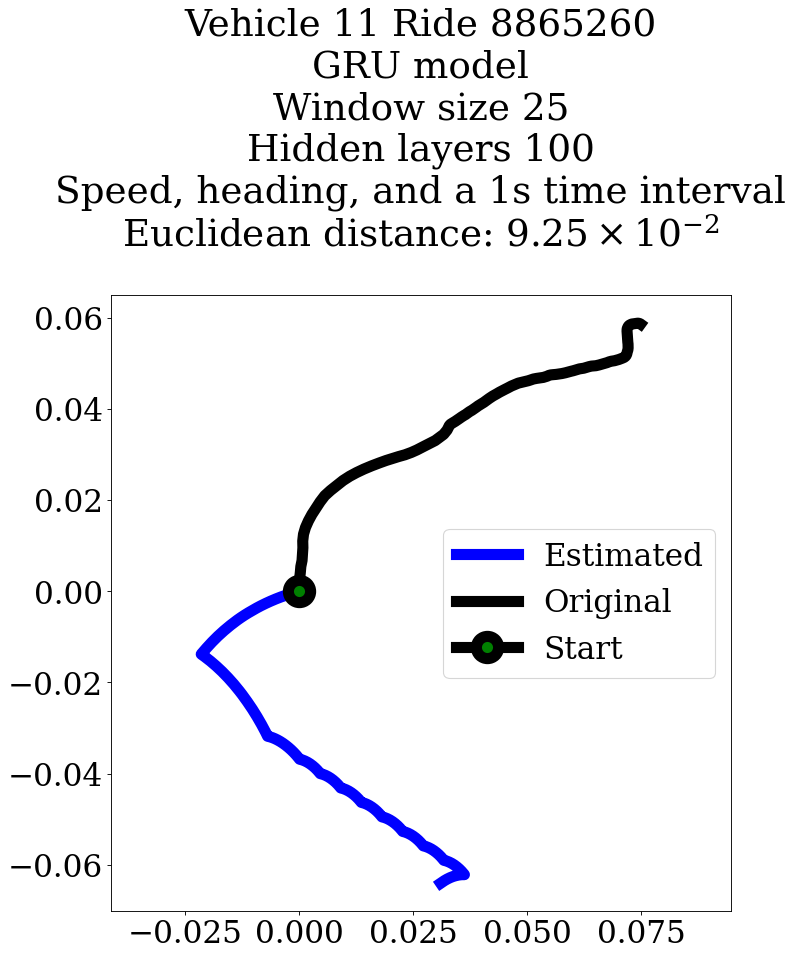 Vehicle 11 Ride 8865260
GRU model
Window size 25
Hidden layers 100
Speed, heading, and a 1s time interval
Euclidean distance: 9.25 × 10⁻²
0.06
0.04
0.02
0.00
−0.02
−0.04
−0.06
Estimated
Original
Start
−0.025 0.000 0.025 0.050 0.075